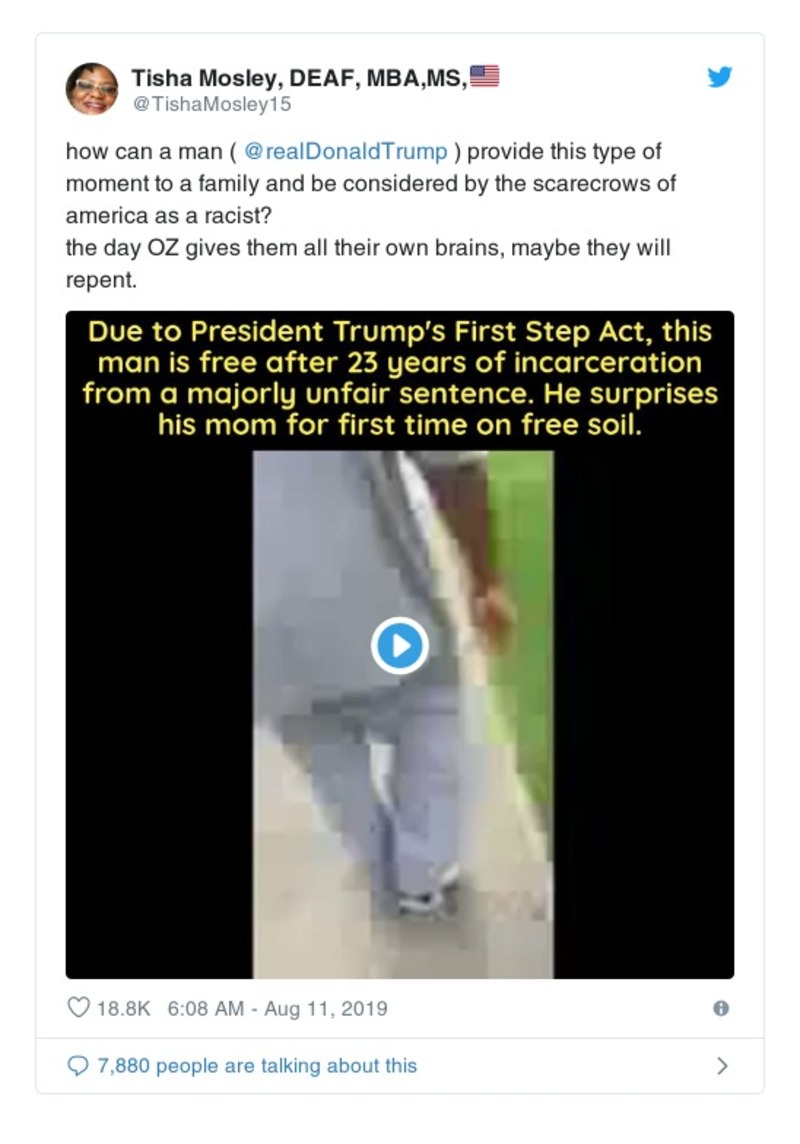 Tisha Mosley, DEAF, MBA,MS,🇺🇸
@TishaMosley15
how can a man ( @realDonaldTrump ) provide this type of
moment to a family and be considered by the scarecrows of
america as a racist?
the day OZ gives them all their own brains, maybe they will
repent.
Due to President Trump's First Step Act, this
man is free after 23 years of incarceration
from a majorly unfair sentence. He surprises
his mom for first time on free soil.
18.8K 6:08 AM - Aug 11, 2019
7,880 people are talking about this